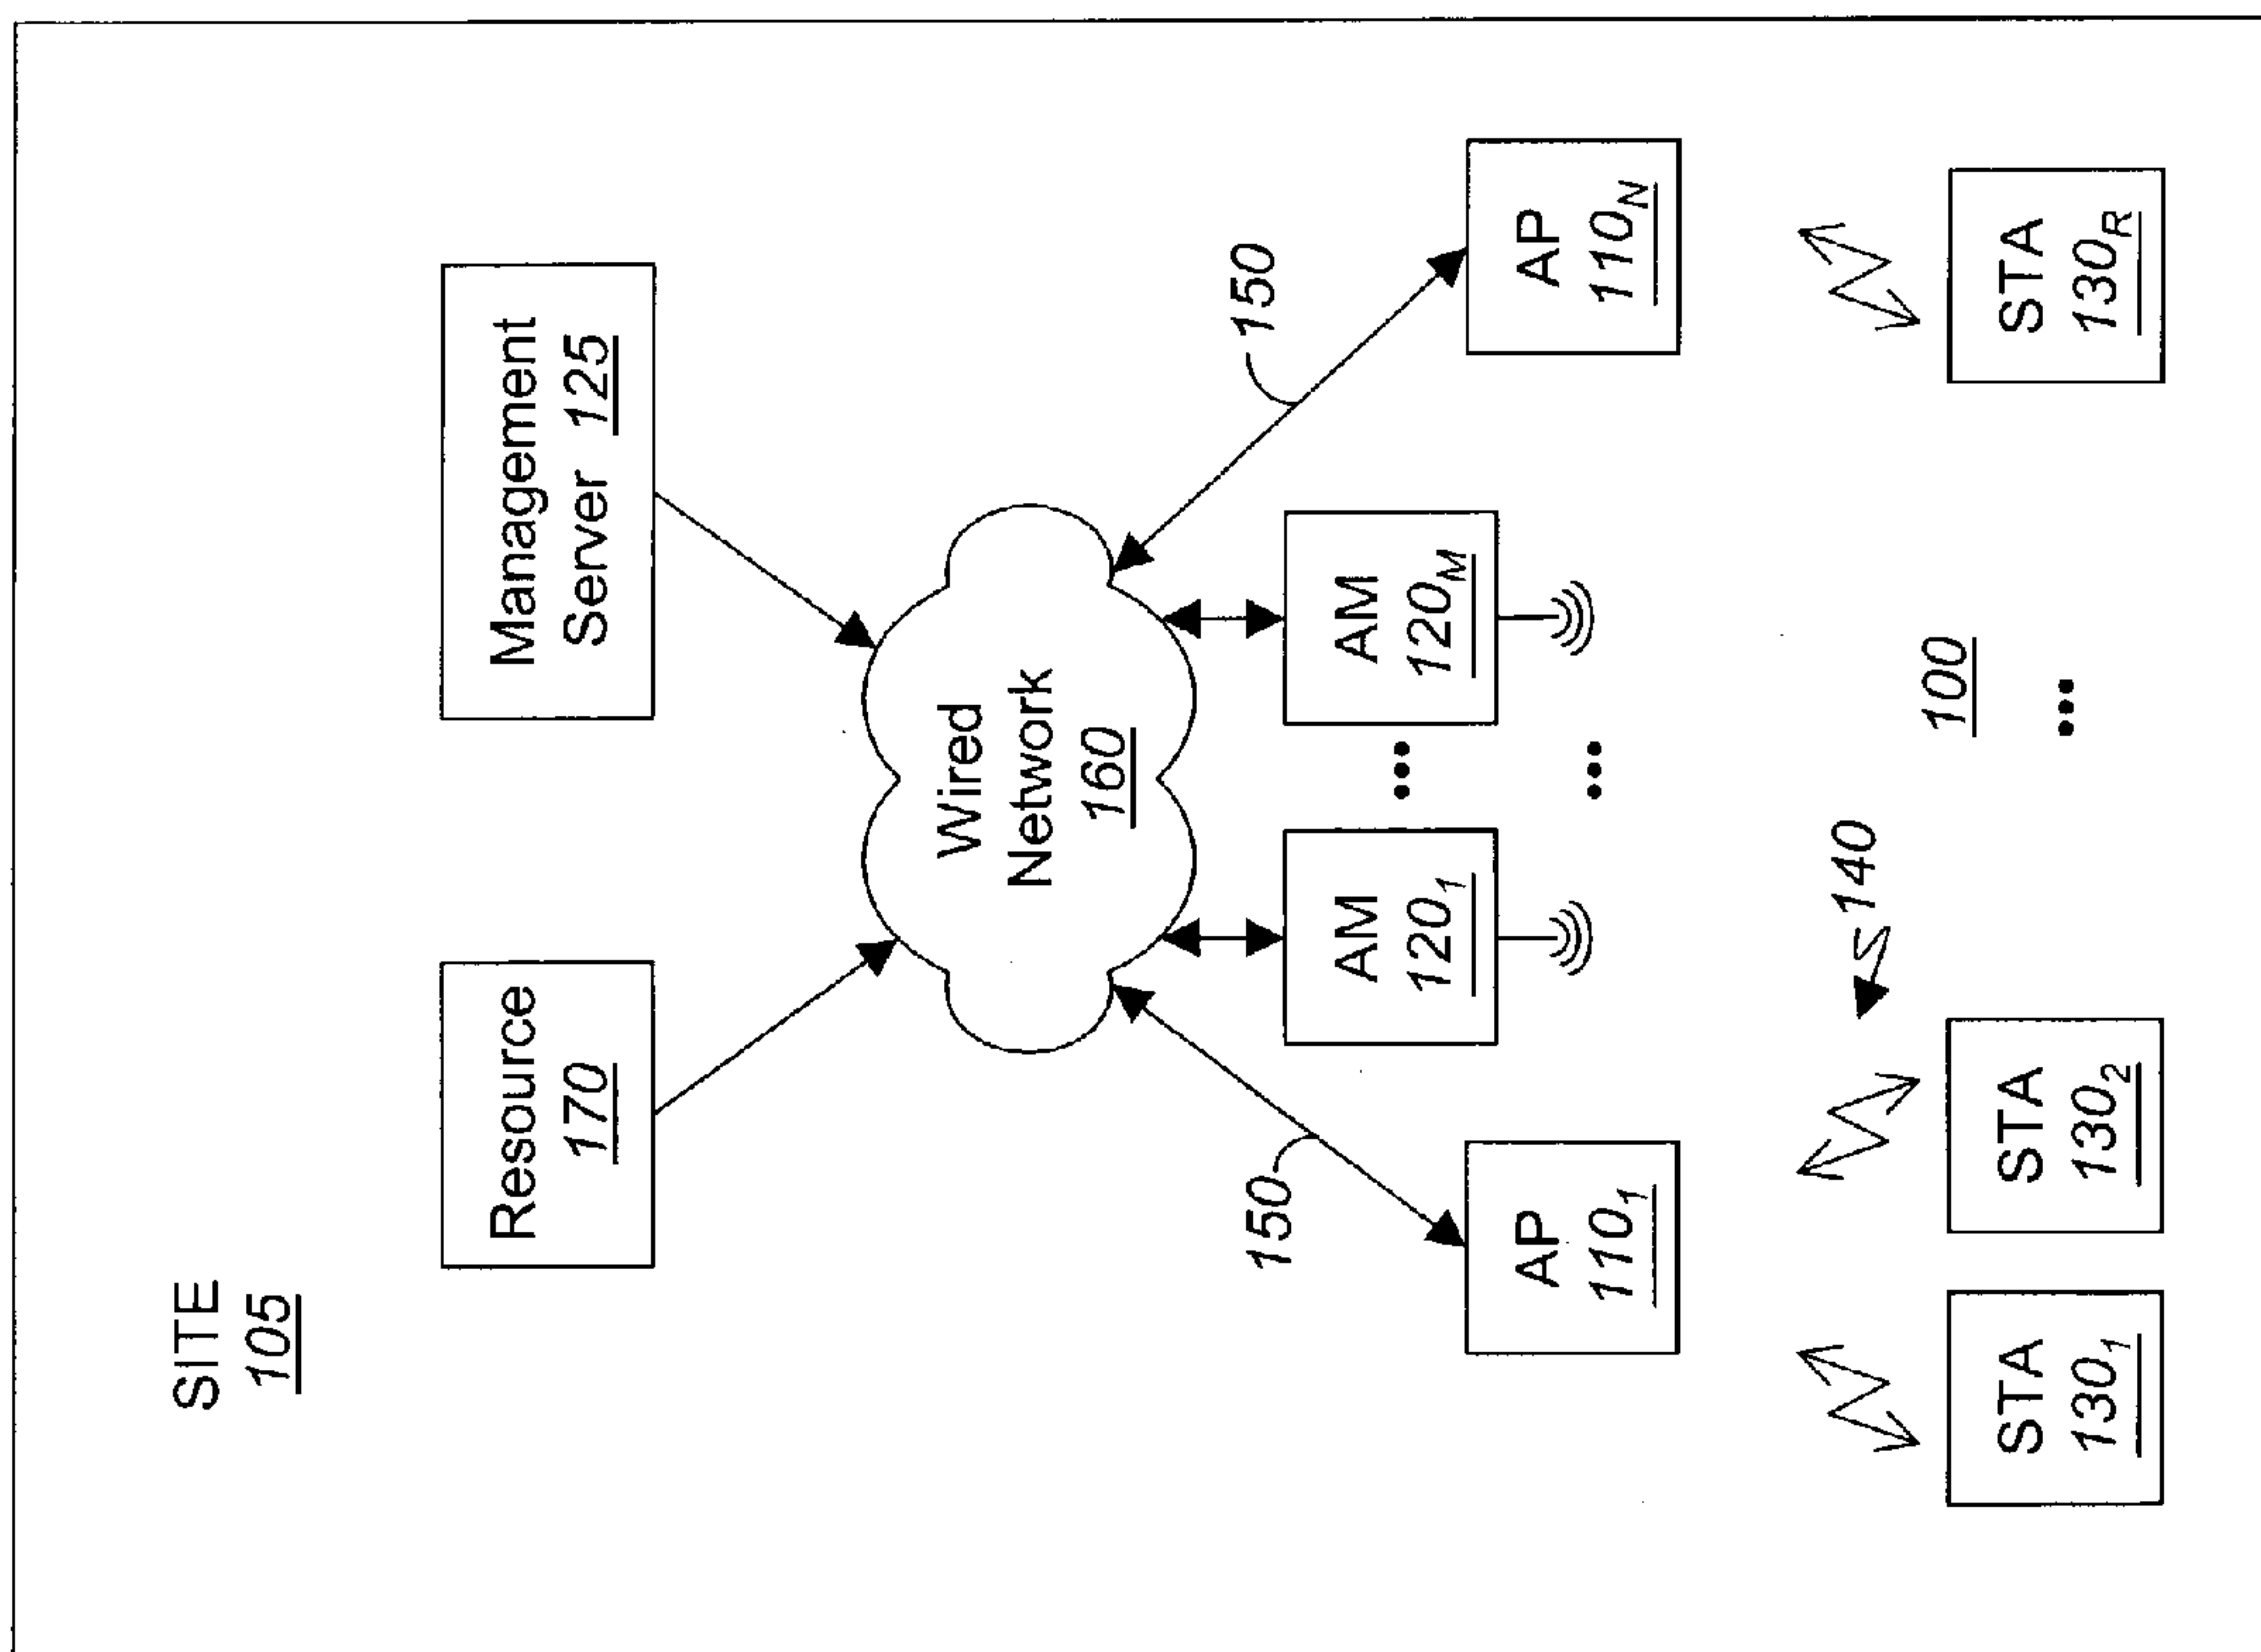 SITE
105
Resource
170
Management
Server 125
Wired
Network
160
150
150
AM
120₁
...
AM
120M
AP
110₁
AP
110N
...
140
100
STA
130₁
STA
130₂
...
STA
130R